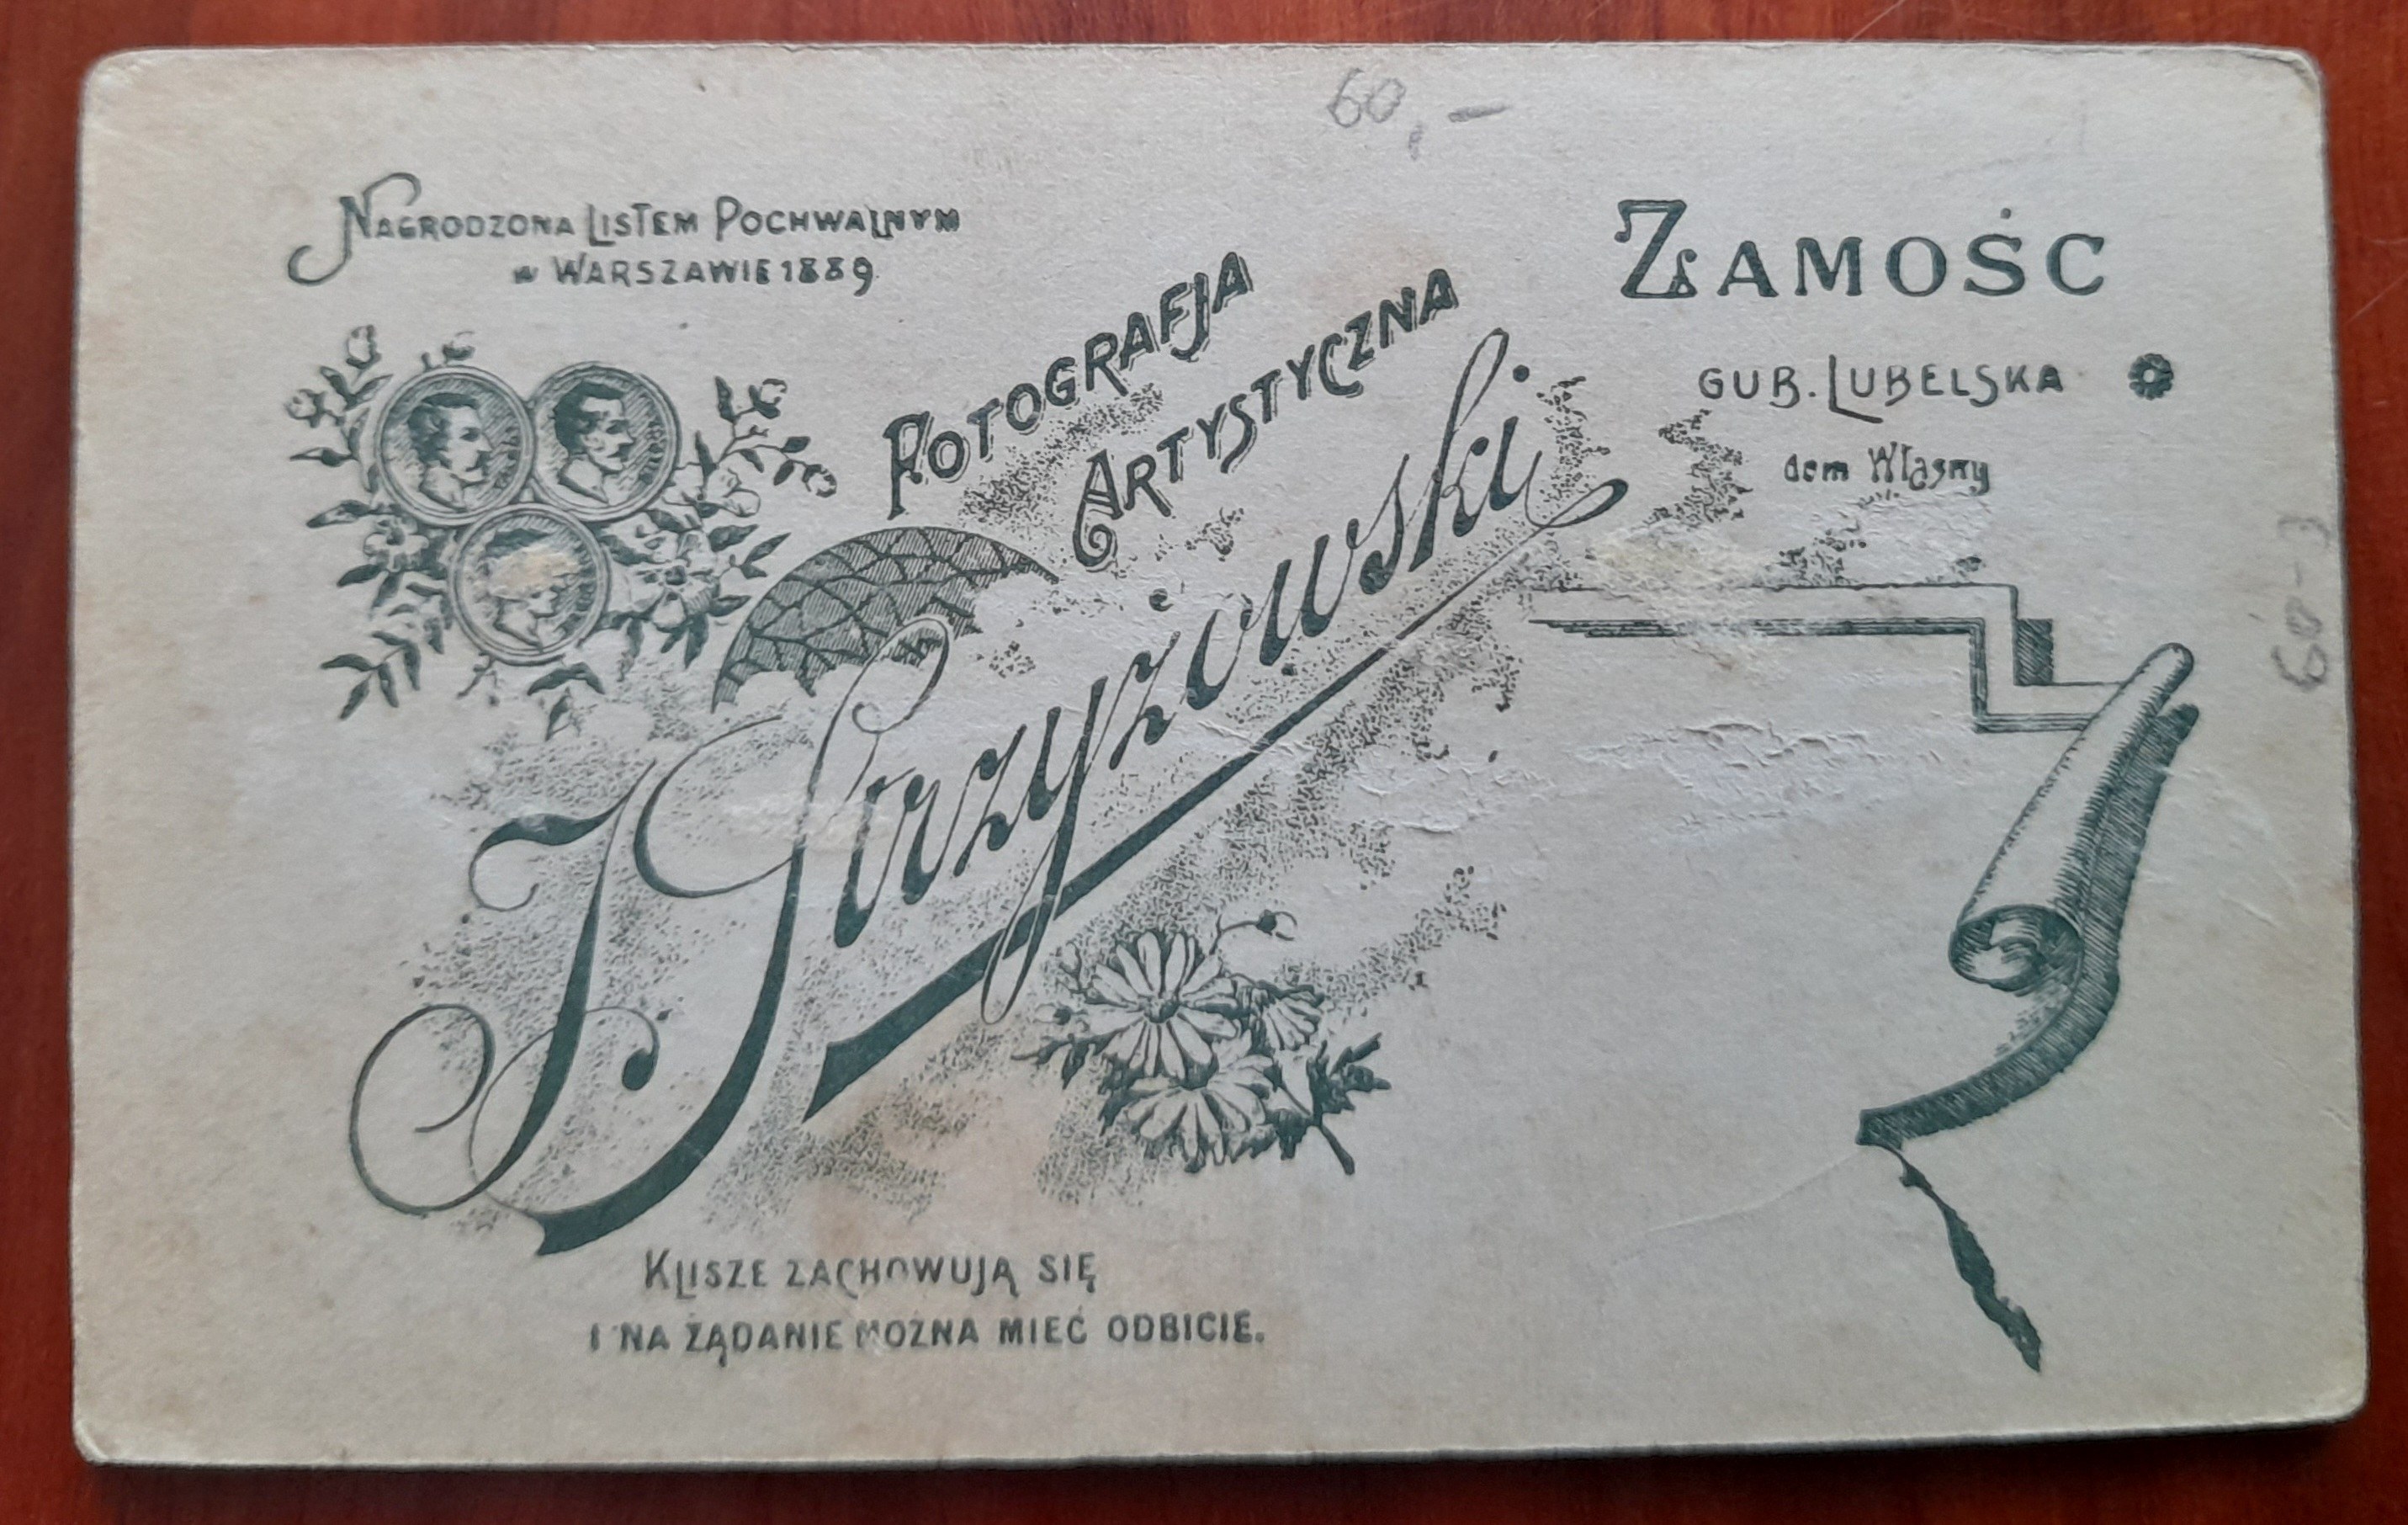 60,-
NAGRODZONA LISTEM POCHWALNYM
w WARSZAWIE 1889
FOTOGRAFJA
ARTYSTYCZNA
J. Strzyżowski
ZAMOŚC
GUB. LUBELSKA
dom Własny
60-3
KLISZE ZACHOWUJĄ SIĘ
I NA ŻĄDANIE MOŻNA MIEĆ ODBICIE.